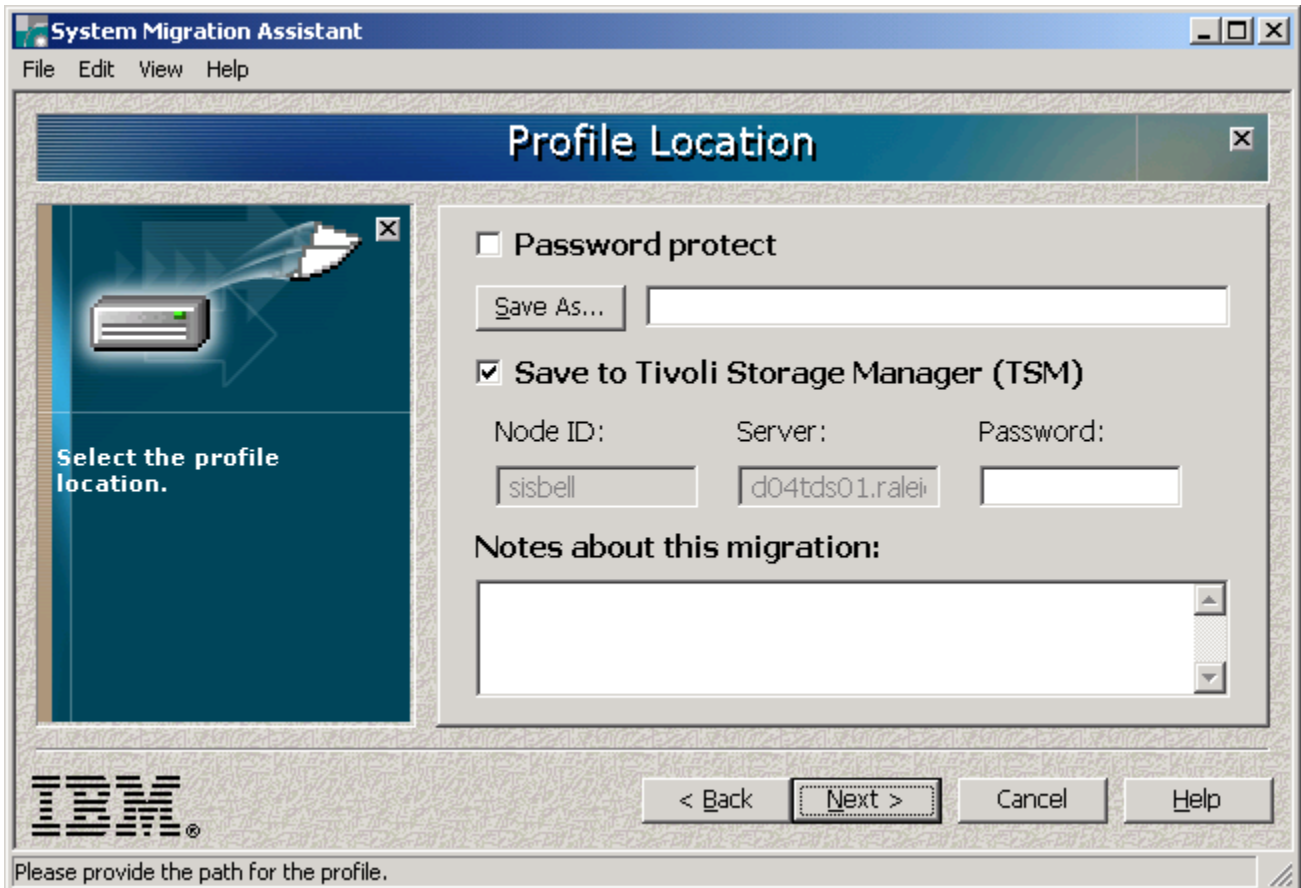 System Migration Assistant
File Edit View Help
Profile Location
Select the profile
location.
Password protect
Save As...
Save to Tivoli Storage Manager (TSM)
Node ID: Server: Password:
sisbell d04tds01.ralei
Notes about this migration:
IBM®
< Back Next > Cancel Help
Please provide the path for the profile.